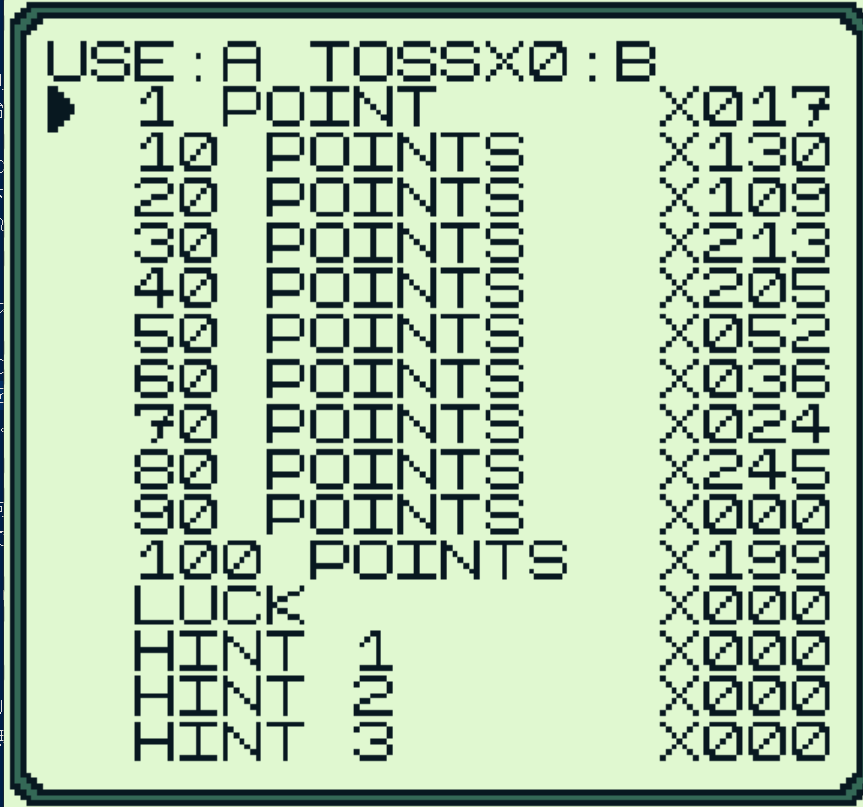 USE:A TOSSX0:B
▶ 1 POINT X017
10 POINTS X130
20 POINTS X109
30 POINTS X213
40 POINTS X205
50 POINTS X052
60 POINTS X036
70 POINTS X024
80 POINTS X245
90 POINTS X000
100 POINTS X199
LUCK X000
HINT 1 X000
HINT 2 X000
HINT 3 X000